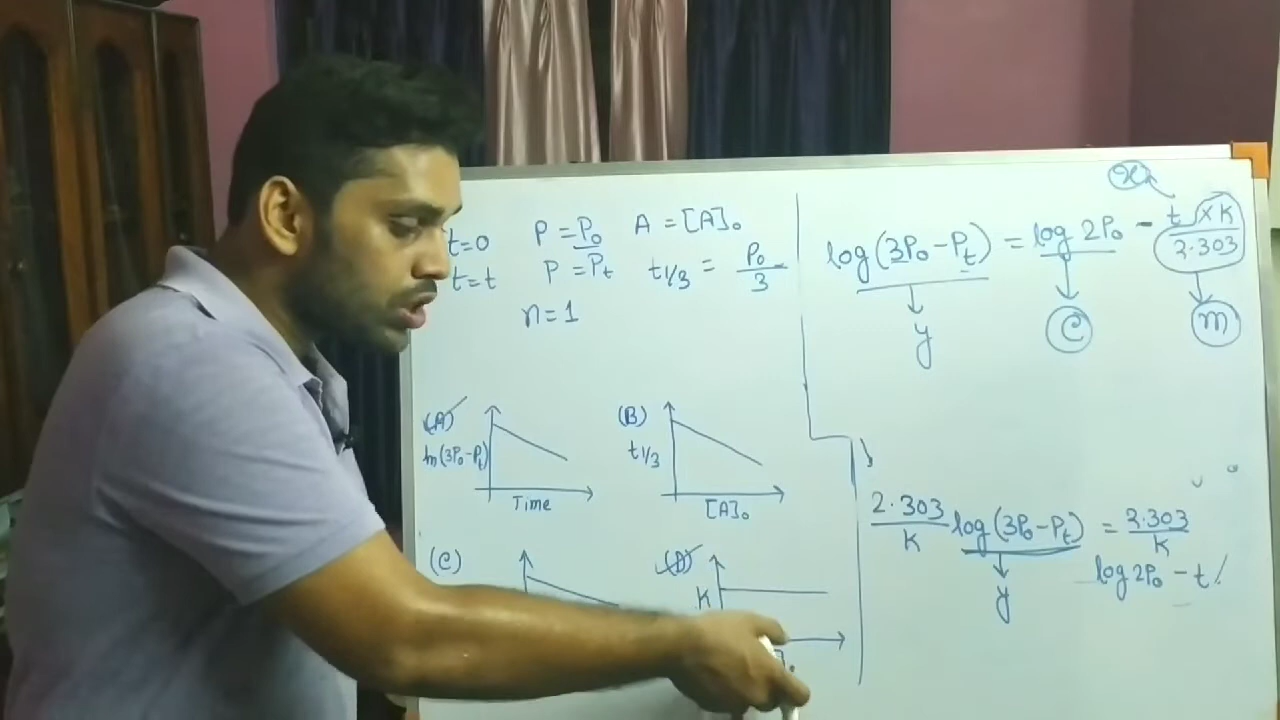 t=0 P = P₀ A = [A]₀
t=t P = Pt t1/3 = P₀/3
n = 1
(A)
ln(3P₀-Pt)
Time
(B)
t1/3
[A]₀
(C)
(D)
K
log(3P₀-Pt) = log 2P₀ - t x K / 2.303
x
y
C
m
2.303/K log(3P₀-Pt) = 2.303/K
log 2P₀ - t
y